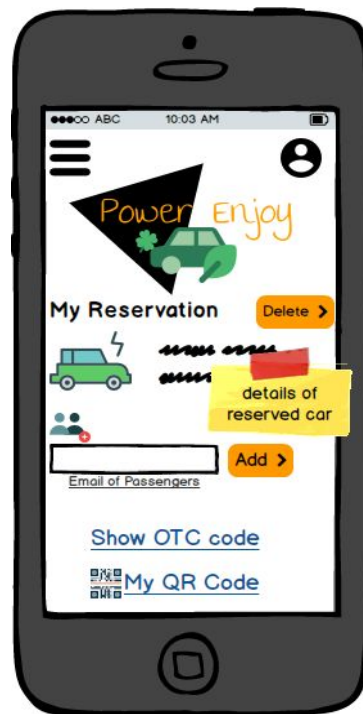 ABC 10:03 AM
Power Enjoy
My Reservation Delete >
details of
reserved car
Add >
Email of Passengers
Show OTC code
My QR Code